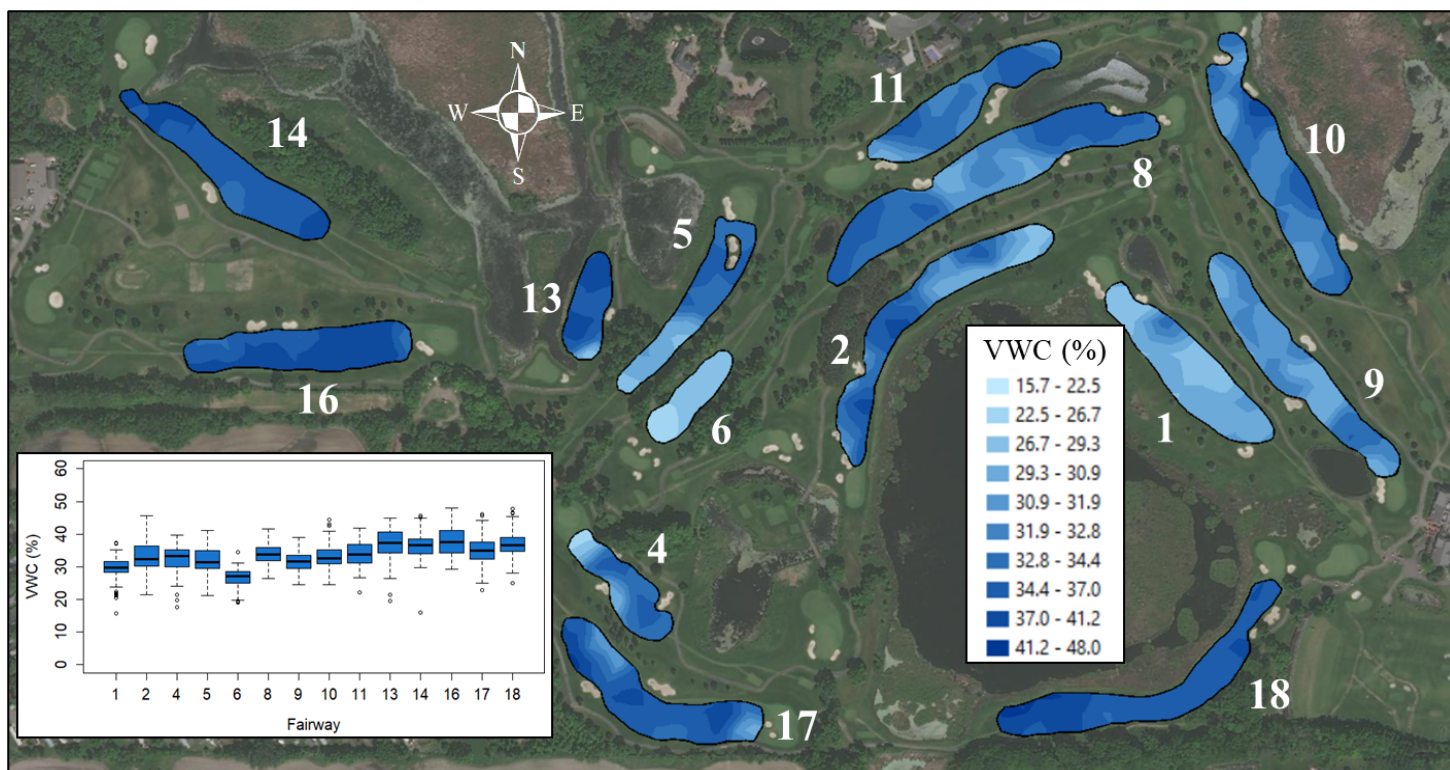 N
W E
S
14
11
10
8
5
13
2
16
6
1
9
4
17
18
VWC (%)
15.7 - 22.5
22.5 - 26.7
26.7 - 29.3
29.3 - 30.9
30.9 - 31.9
31.9 - 32.8
32.8 - 34.4
34.4 - 37.0
37.0 - 41.2
41.2 - 48.0
VWC (%)
60
50
40
30
20
10
0
1 2 4 5 6 8 9 10 11 13 14 16 17 18
Fairway